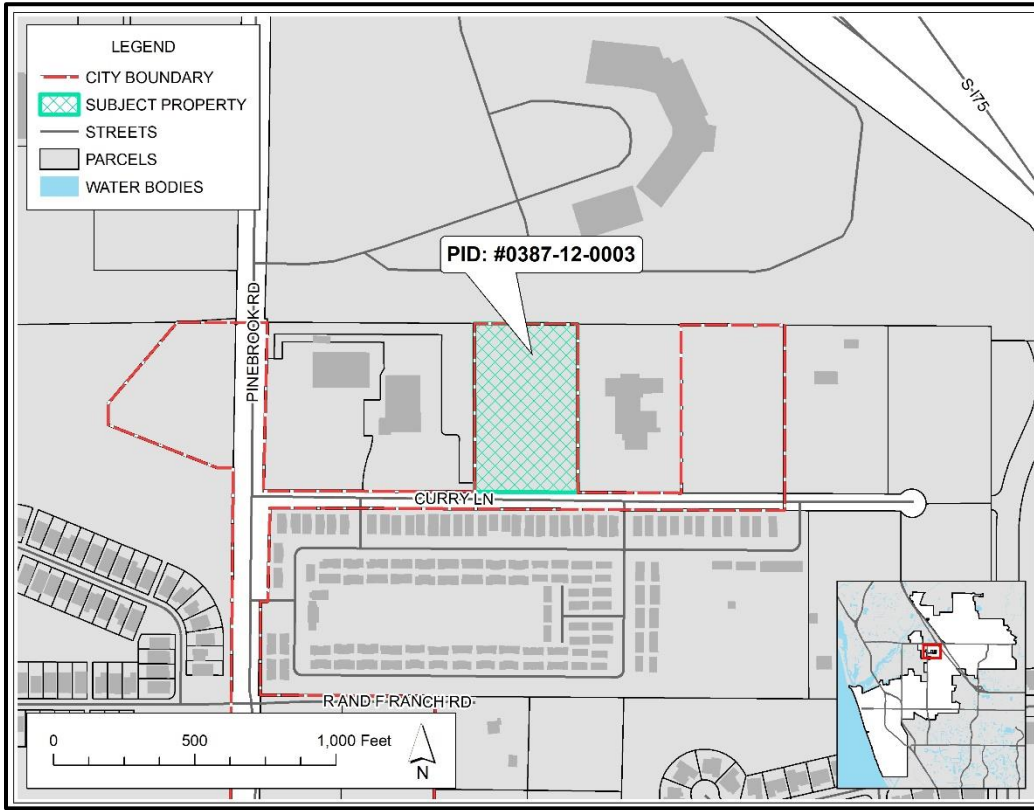 LEGEND
CITY BOUNDARY
SUBJECT PROPERTY
STREETS
PARCELS
WATER BODIES
S-I75
PID: #0387-12-0003
PINEBROOK RD
CURRY LN
R AND F RANCH RD
0 500 1,000 Feet
N